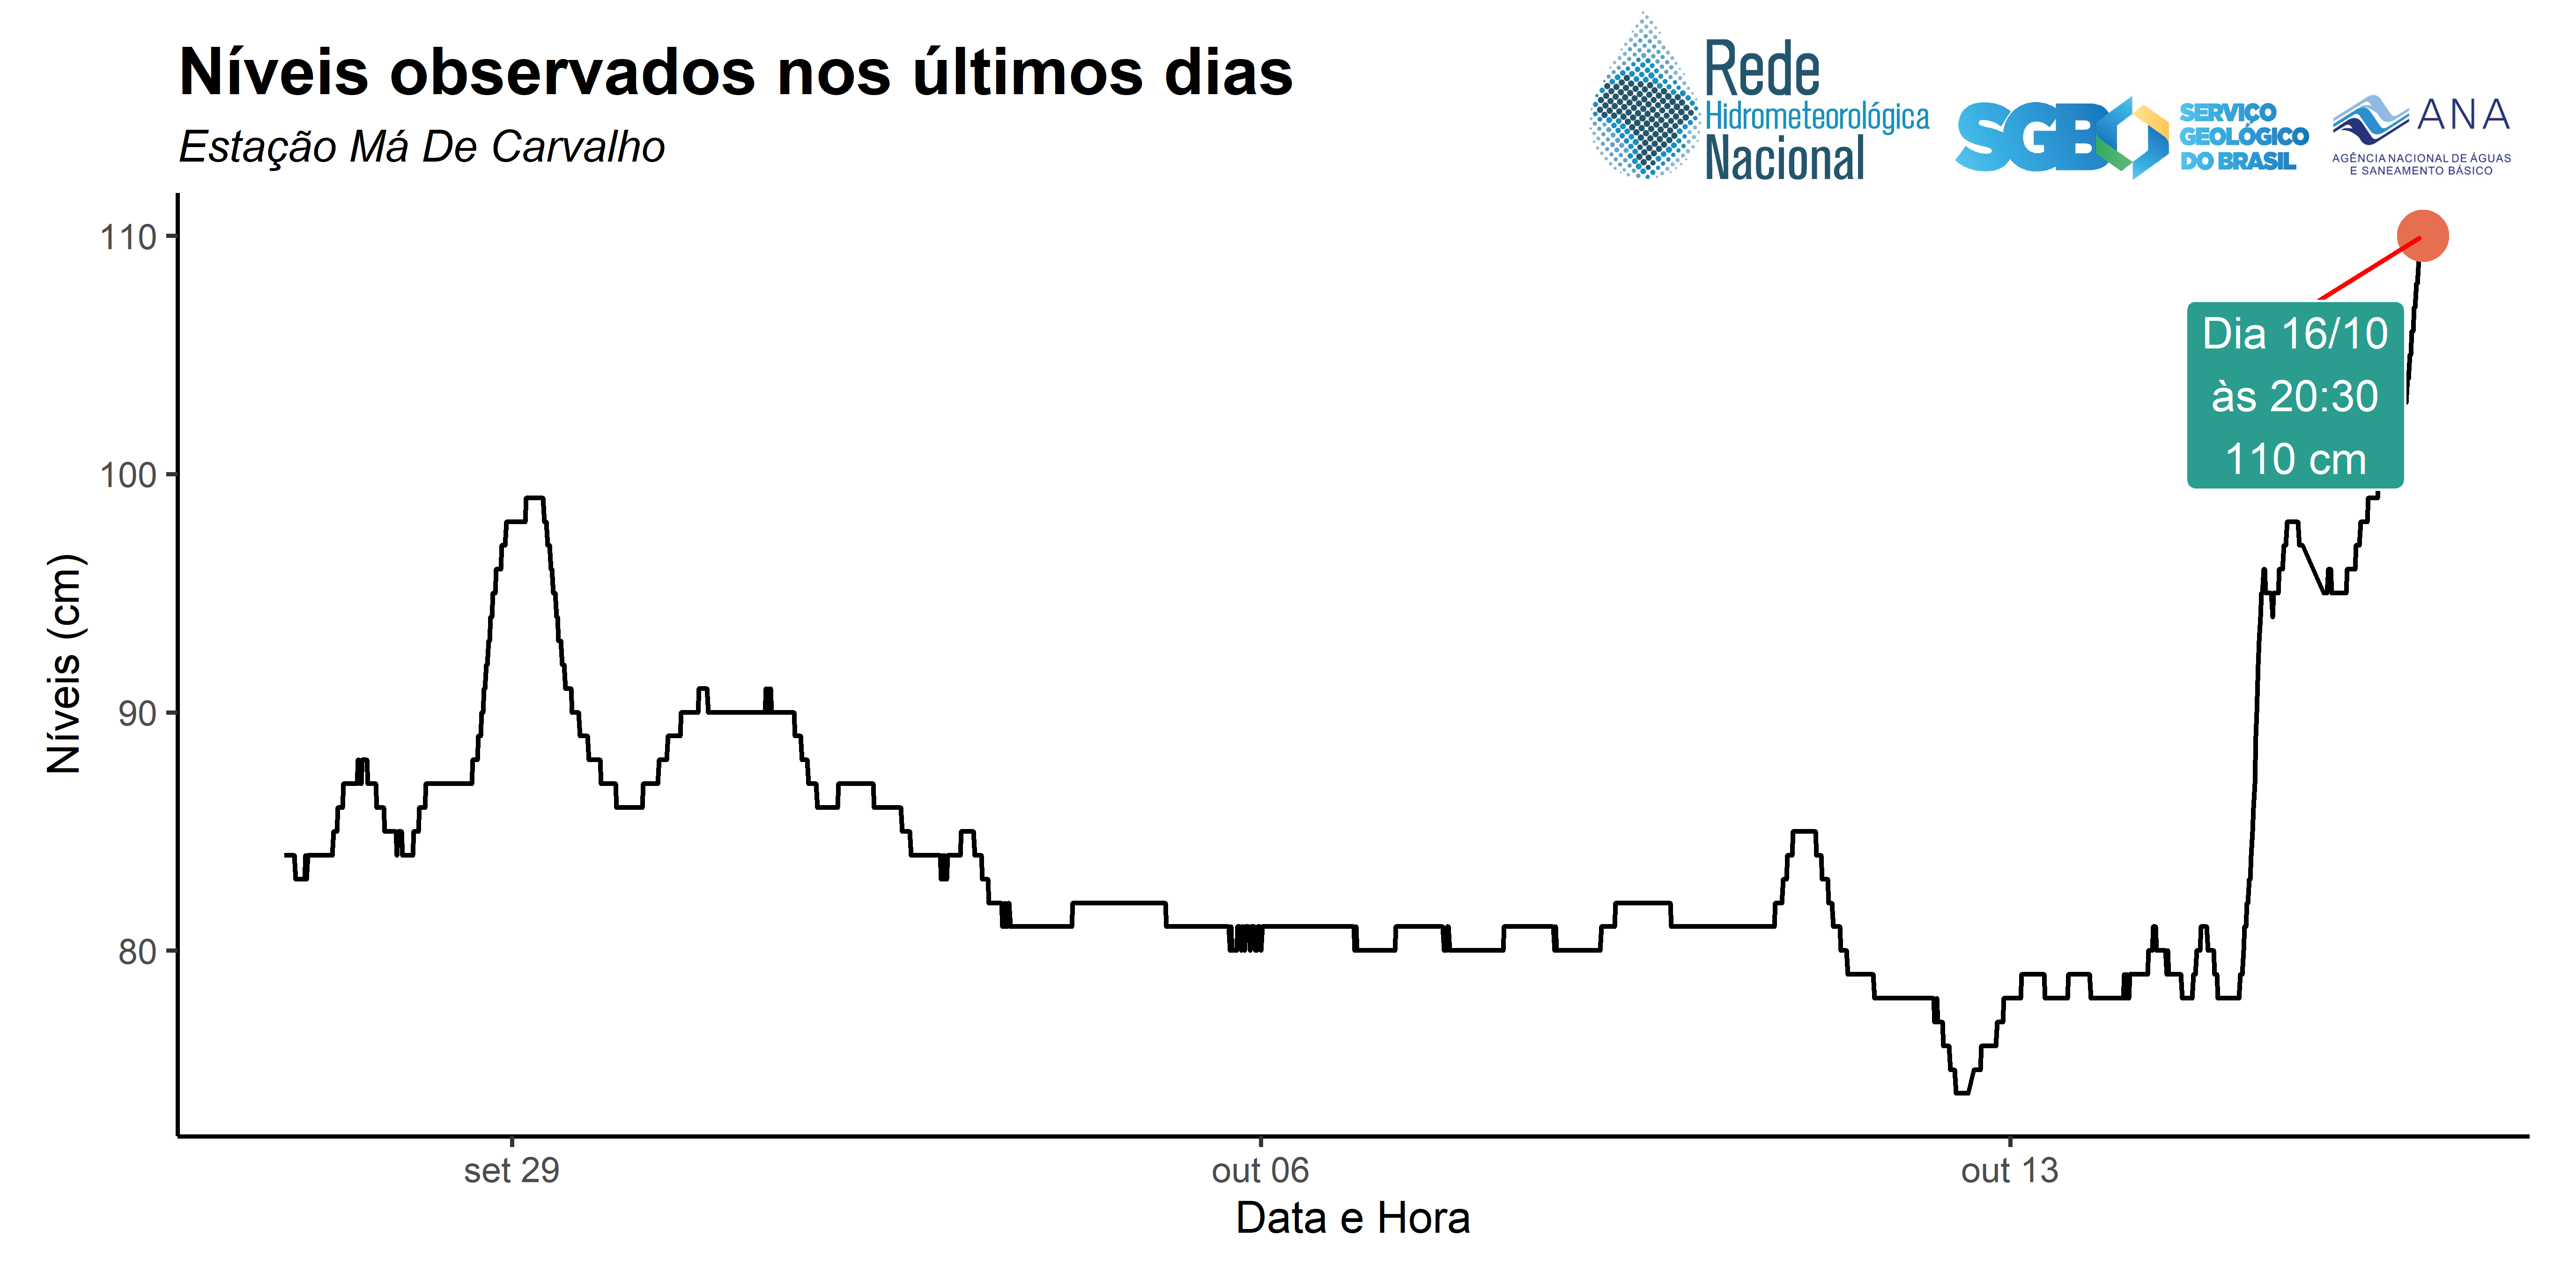 Níveis observados nos últimos dias
Estação Má De Carvalho
Rede
Hidrometeorológica
Nacional
SGB
SERVIÇO
GEOLÓGICO
DO BRASIL
ANA
AGÊNCIA NACIONAL DE ÁGUAS
E SANEAMENTO BÁSICO
Níveis (cm)
110
100
90
80
Dia 16/10
às 20:30
110 cm
set 29
out 06
out 13
Data e Hora